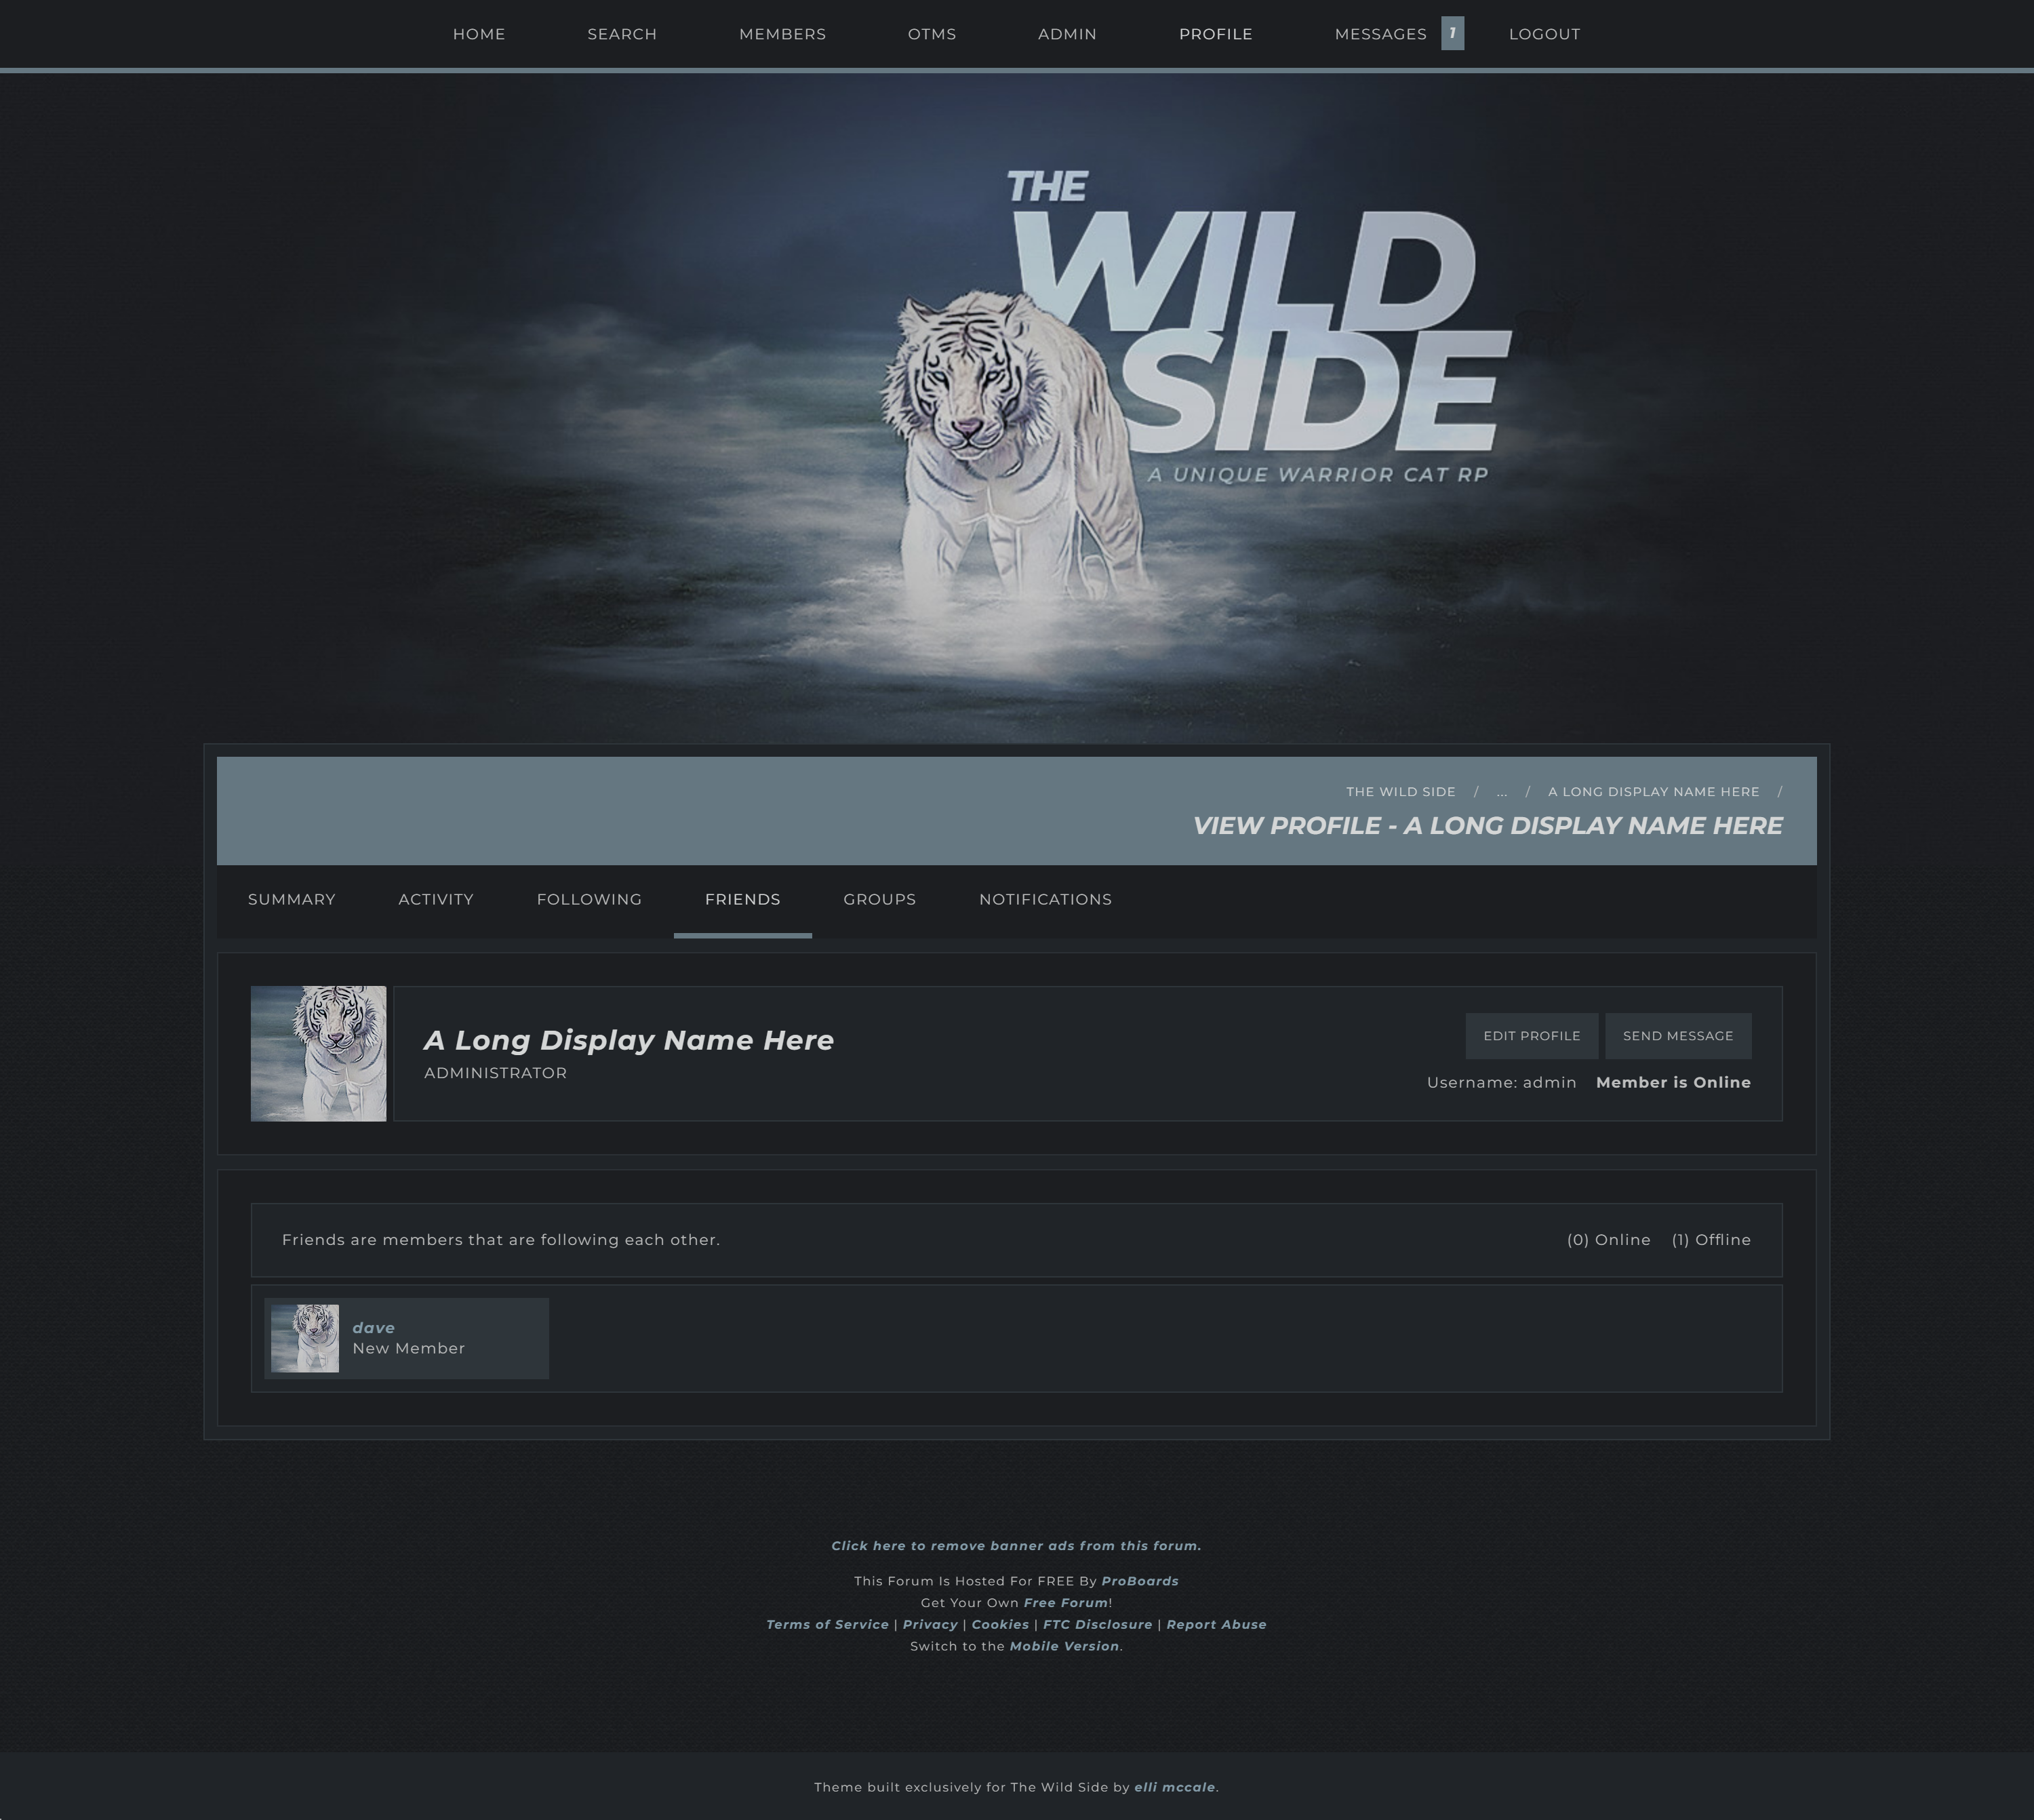 HOME SEARCH MEMBERS OTMS ADMIN PROFILE MESSAGES 1 LOGOUT
THE
WILD
SIDE
A UNIQUE WARRIOR CAT RP
THE WILD SIDE / ... / A LONG DISPLAY NAME HERE /
VIEW PROFILE - A LONG DISPLAY NAME HERE
SUMMARY ACTIVITY FOLLOWING FRIENDS GROUPS NOTIFICATIONS
A Long Display Name Here
ADMINISTRATOR
EDIT PROFILE SEND MESSAGE
Username: admin Member is Online
Friends are members that are following each other. (0) Online (1) Offline
dave
New Member
Click here to remove banner ads from this forum.
This Forum Is Hosted For FREE By ProBoards
Get Your Own Free Forum!
Terms of Service | Privacy | Cookies | FTC Disclosure | Report Abuse
Switch to the Mobile Version.
Theme built exclusively for The Wild Side by elli mccale.